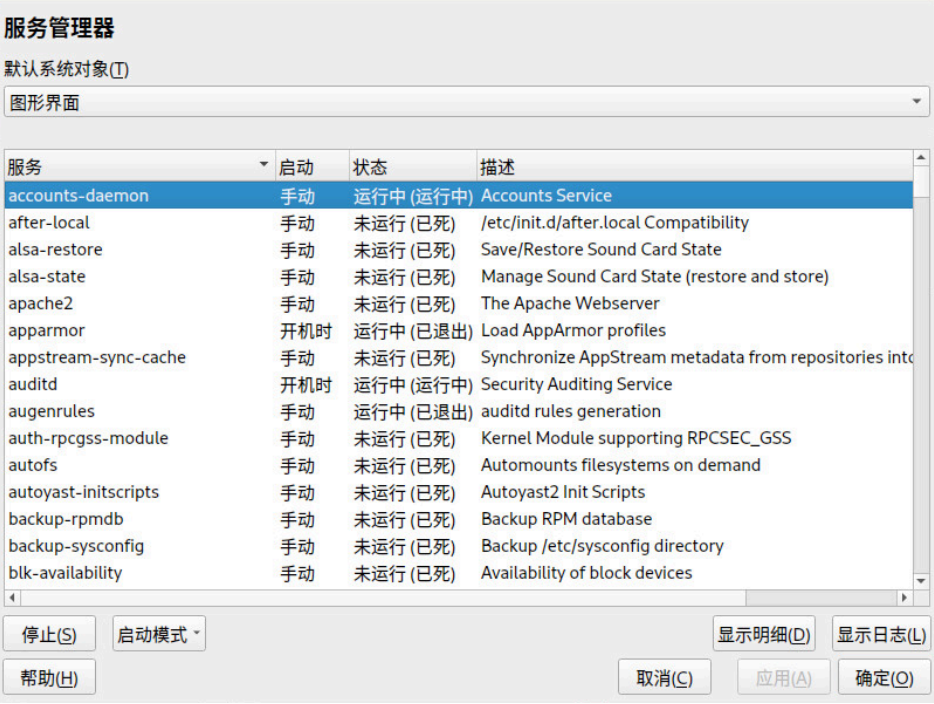 服务管理器
默认系统对象(T)
图形界面
服务 启动 状态 描述
accounts-daemon 手动 运行中 (运行中) Accounts Service
after-local 手动 未运行 (已死) /etc/init.d/after.local Compatibility
alsa-restore 手动 未运行 (已死) Save/Restore Sound Card State
alsa-state 手动 未运行 (已死) Manage Sound Card State (restore and store)
apache2 手动 未运行 (已死) The Apache Webserver
apparmor 开机时 运行中 (已退出) Load AppArmor profiles
appstream-sync-cache 手动 未运行 (已死) Synchronize AppStream metadata from repositories into
auditd 开机时 运行中 (运行中) Security Auditing Service
augenrules 手动 运行中 (已退出) auditd rules generation
auth-rpcgss-module 手动 未运行 (已死) Kernel Module supporting RPCSEC_GSS
autofs 手动 未运行 (已死) Automounts filesystems on demand
autoyast-initscripts 手动 未运行 (已死) Autoyast2 Init Scripts
backup-rpmdb 手动 未运行 (已死) Backup RPM database
backup-sysconfig 手动 未运行 (已死) Backup /etc/sysconfig directory
blk-availability 手动 未运行 (已死) Availability of block devices
停止(S) 启动模式 显示明细(D) 显示日志(L)
帮助(H) 取消(C) 应用(A) 确定(O)